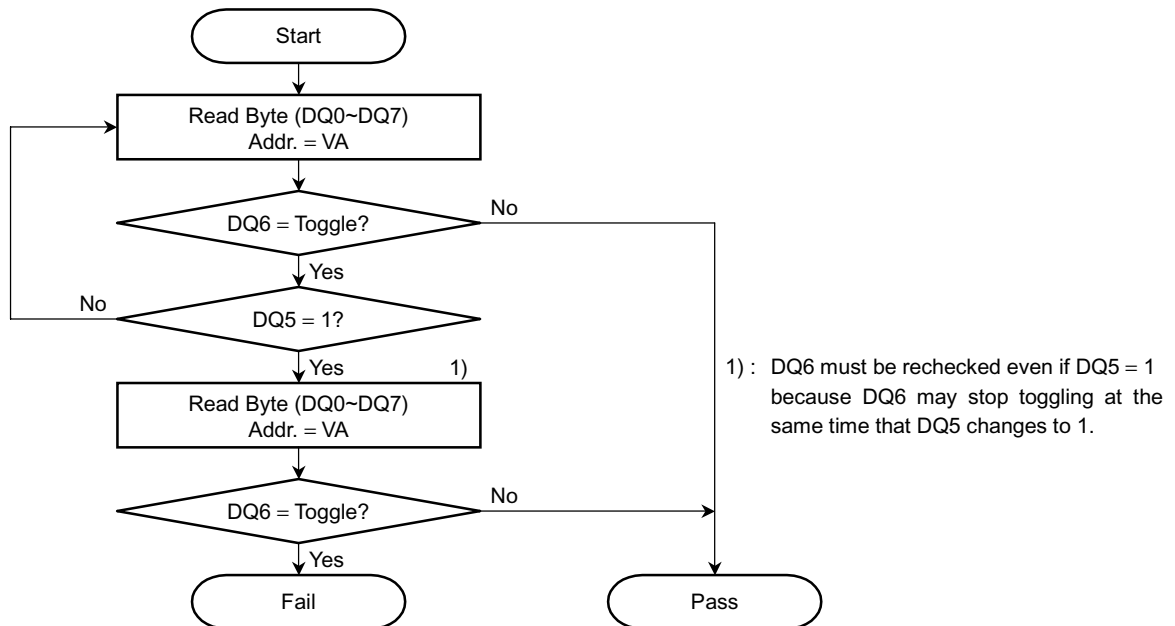 Start
Read Byte (DQ0~DQ7)
Addr. = VA
DQ6 = Toggle?
No
Yes
No
DQ5 = 1?
Yes
1)
Read Byte (DQ0~DQ7)
Addr. = VA
1) : DQ6 must be rechecked even if DQ5 = 1
because DQ6 may stop toggling at the
same time that DQ5 changes to 1.
DQ6 = Toggle?
No
Yes
Fail
Pass